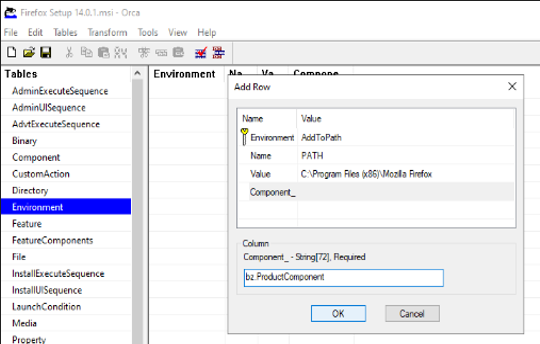 Firefox Setup 14.0.1.msi - Orca
File Edit Tables Transform Tools View Help
Tables
AdminExecuteSequence
AdminUISequence
AdvtExecuteSequence
Binary
Component
CustomAction
Directory
Environment
Feature
FeatureComponents
File
InstallExecuteSequence
InstallUISequence
LaunchCondition
Media
Property
Environment Na... Va... Compone...
Add Row
Name Value
Environment AddToPath
Name PATH
Value C:\Program Files (x86)\Mozilla Firefox
Component_
Column
Component_ - String[72], Required
bz.ProductComponent
OK Cancel